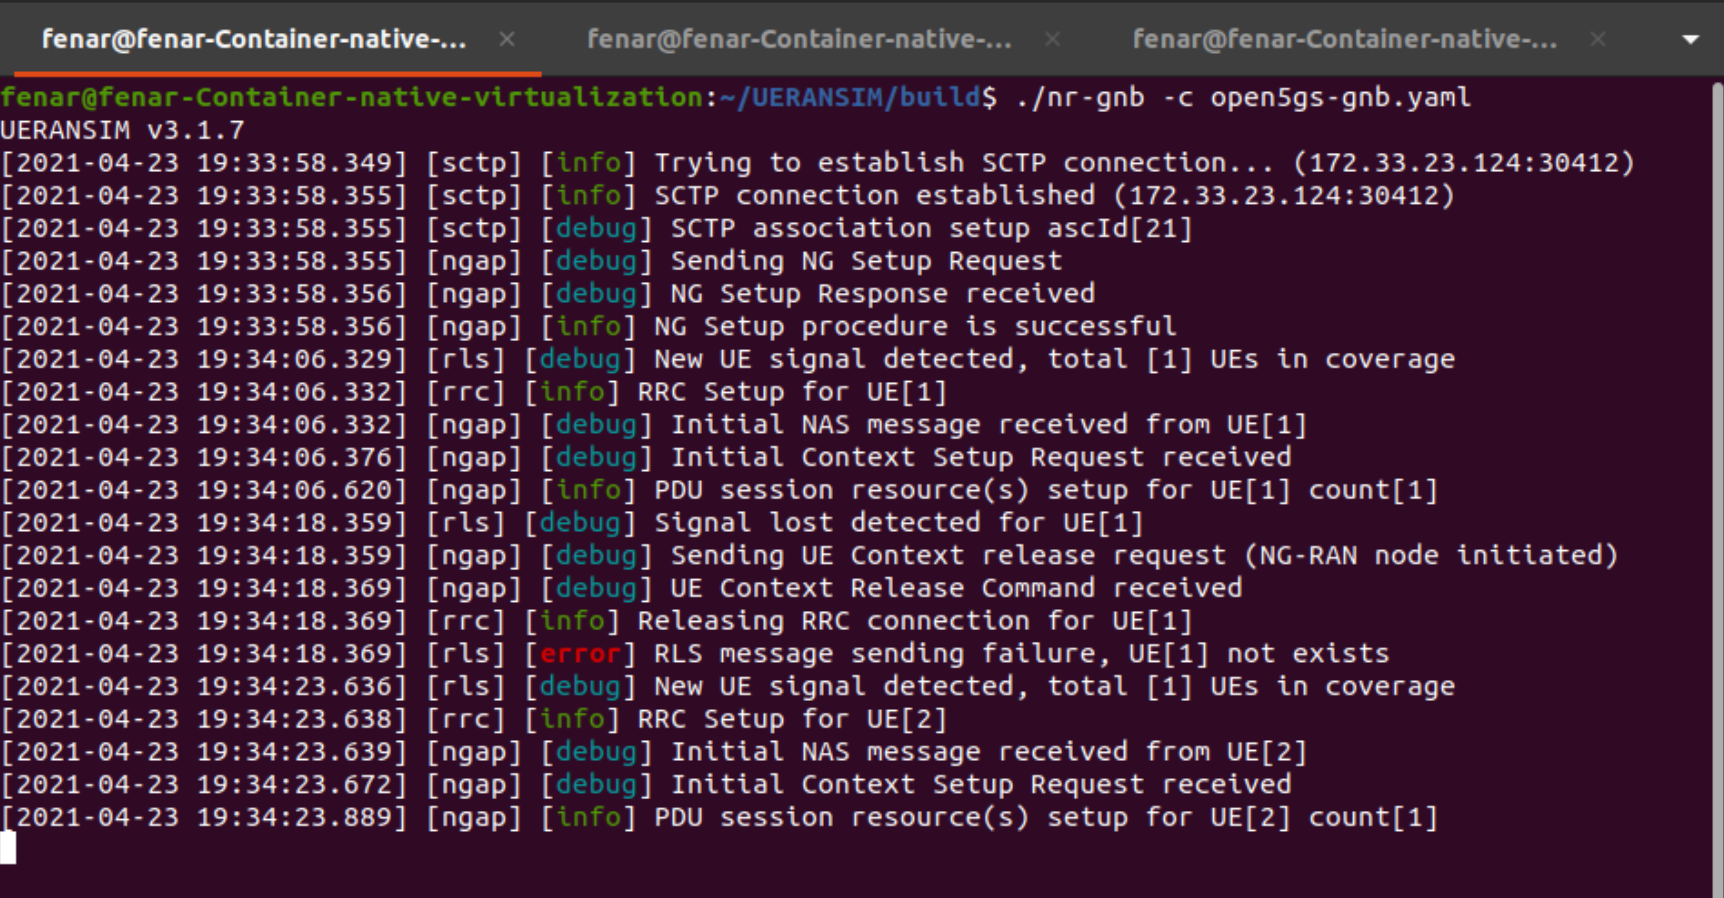 fenar@fenar-Container-native-... × fenar@fenar-Container-native-... × fenar@fenar-Container-native-... ×
fenar@fenar-Container-native-virtualization:~/UERANSIM/build$ ./nr-gnb -c open5gs-gnb.yaml
UERANSIM v3.1.7
[2021-04-23 19:33:58.349] [sctp] [info] Trying to establish SCTP connection... (172.33.23.124:30412)
[2021-04-23 19:33:58.355] [sctp] [info] SCTP connection established (172.33.23.124:30412)
[2021-04-23 19:33:58.355] [sctp] [debug] SCTP association setup ascId[21]
[2021-04-23 19:33:58.355] [ngap] [debug] Sending NG Setup Request
[2021-04-23 19:33:58.356] [ngap] [debug] NG Setup Response received
[2021-04-23 19:33:58.356] [ngap] [info] NG Setup procedure is successful
[2021-04-23 19:34:06.329] [rls] [debug] New UE signal detected, total [1] UEs in coverage
[2021-04-23 19:34:06.332] [rrc] [info] RRC Setup for UE[1]
[2021-04-23 19:34:06.332] [ngap] [debug] Initial NAS message received from UE[1]
[2021-04-23 19:34:06.376] [ngap] [debug] Initial Context Setup Request received
[2021-04-23 19:34:06.620] [ngap] [info] PDU session resource(s) setup for UE[1] count[1]
[2021-04-23 19:34:18.359] [rls] [debug] Signal lost detected for UE[1]
[2021-04-23 19:34:18.359] [ngap] [debug] Sending UE Context release request (NG-RAN node initiated)
[2021-04-23 19:34:18.369] [ngap] [debug] UE Context Release Command received
[2021-04-23 19:34:18.369] [rrc] [info] Releasing RRC connection for UE[1]
[2021-04-23 19:34:18.369] [rls] [error] RLS message sending failure, UE[1] not exists
[2021-04-23 19:34:23.636] [rls] [debug] New UE signal detected, total [1] UEs in coverage
[2021-04-23 19:34:23.638] [rrc] [info] RRC Setup for UE[2]
[2021-04-23 19:34:23.639] [ngap] [debug] Initial NAS message received from UE[2]
[2021-04-23 19:34:23.672] [ngap] [debug] Initial Context Setup Request received
[2021-04-23 19:34:23.889] [ngap] [info] PDU session resource(s) setup for UE[2] count[1]